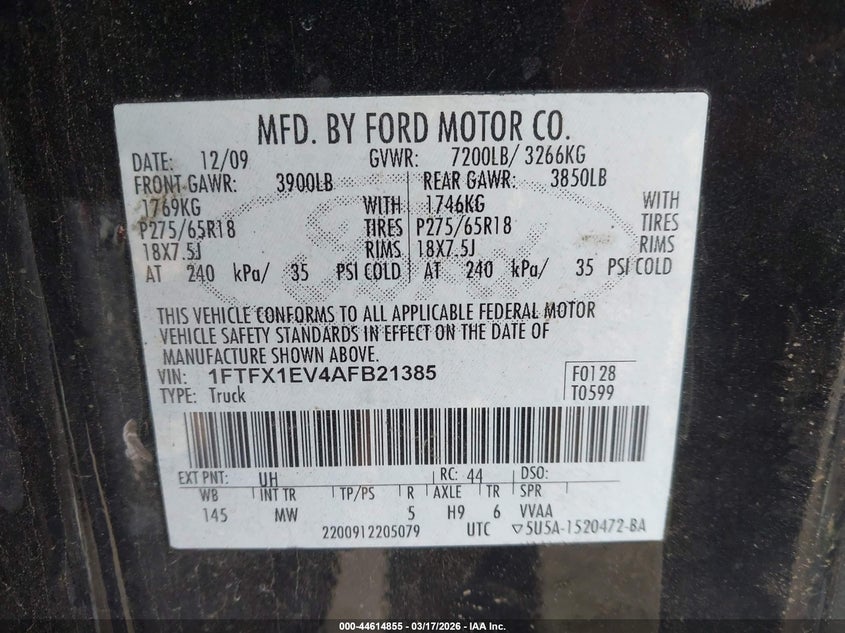 MFD. BY FORD MOTOR CO.
DATE: 12/09 GVWR: 7200LB/ 3266KG
FRONT GAWR: 3900LB REAR GAWR: 3850LB
1769KG WITH 1746KG WITH
P275/65R18 TIRES P275/65R18 TIRES
18X7.5J RIMS 18X7.5J RIMS
AT 240 kPa/ 35 PSI COLD AT 240 kPa/ 35 PSI COLD
THIS VEHICLE CONFORMS TO ALL APPLICABLE FEDERAL MOTOR
VEHICLE SAFETY STANDARDS IN EFFECT ON THE DATE OF
MANUFACTURE SHOWN ABOVE.
VIN: 1FTFX1EV4AFB21385 F0128
TYPE: Truck T0599
EXT PNT: UH RC: 44 DSO:
WB INT TR TP/PS R AXLE TR SPR
145 MW 5 H9 6 VVAA
2200912205079 UTC ▽5U5A-1520472-BA
000-44614855 - 03/17/2026 - IAA Inc.